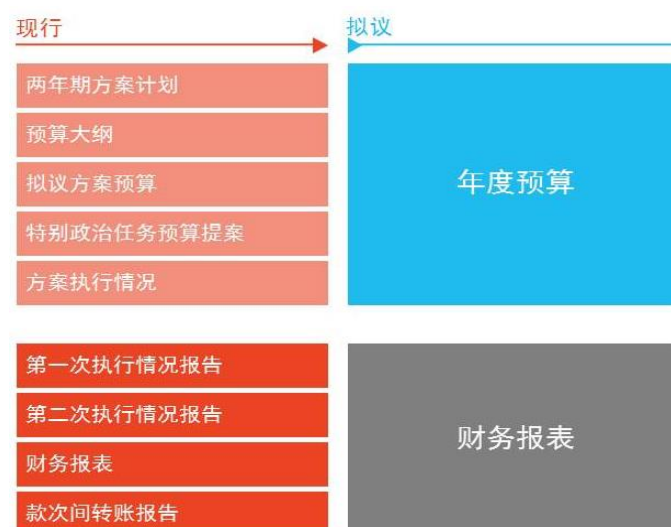 现行
拟议
两年期方案计划
预算大纲
拟议方案预算
特别政治任务预算提案
方案执行情况
年度预算
第一次执行情况报告
第二次执行情况报告
财务报表
款次间转账报告
财务报表